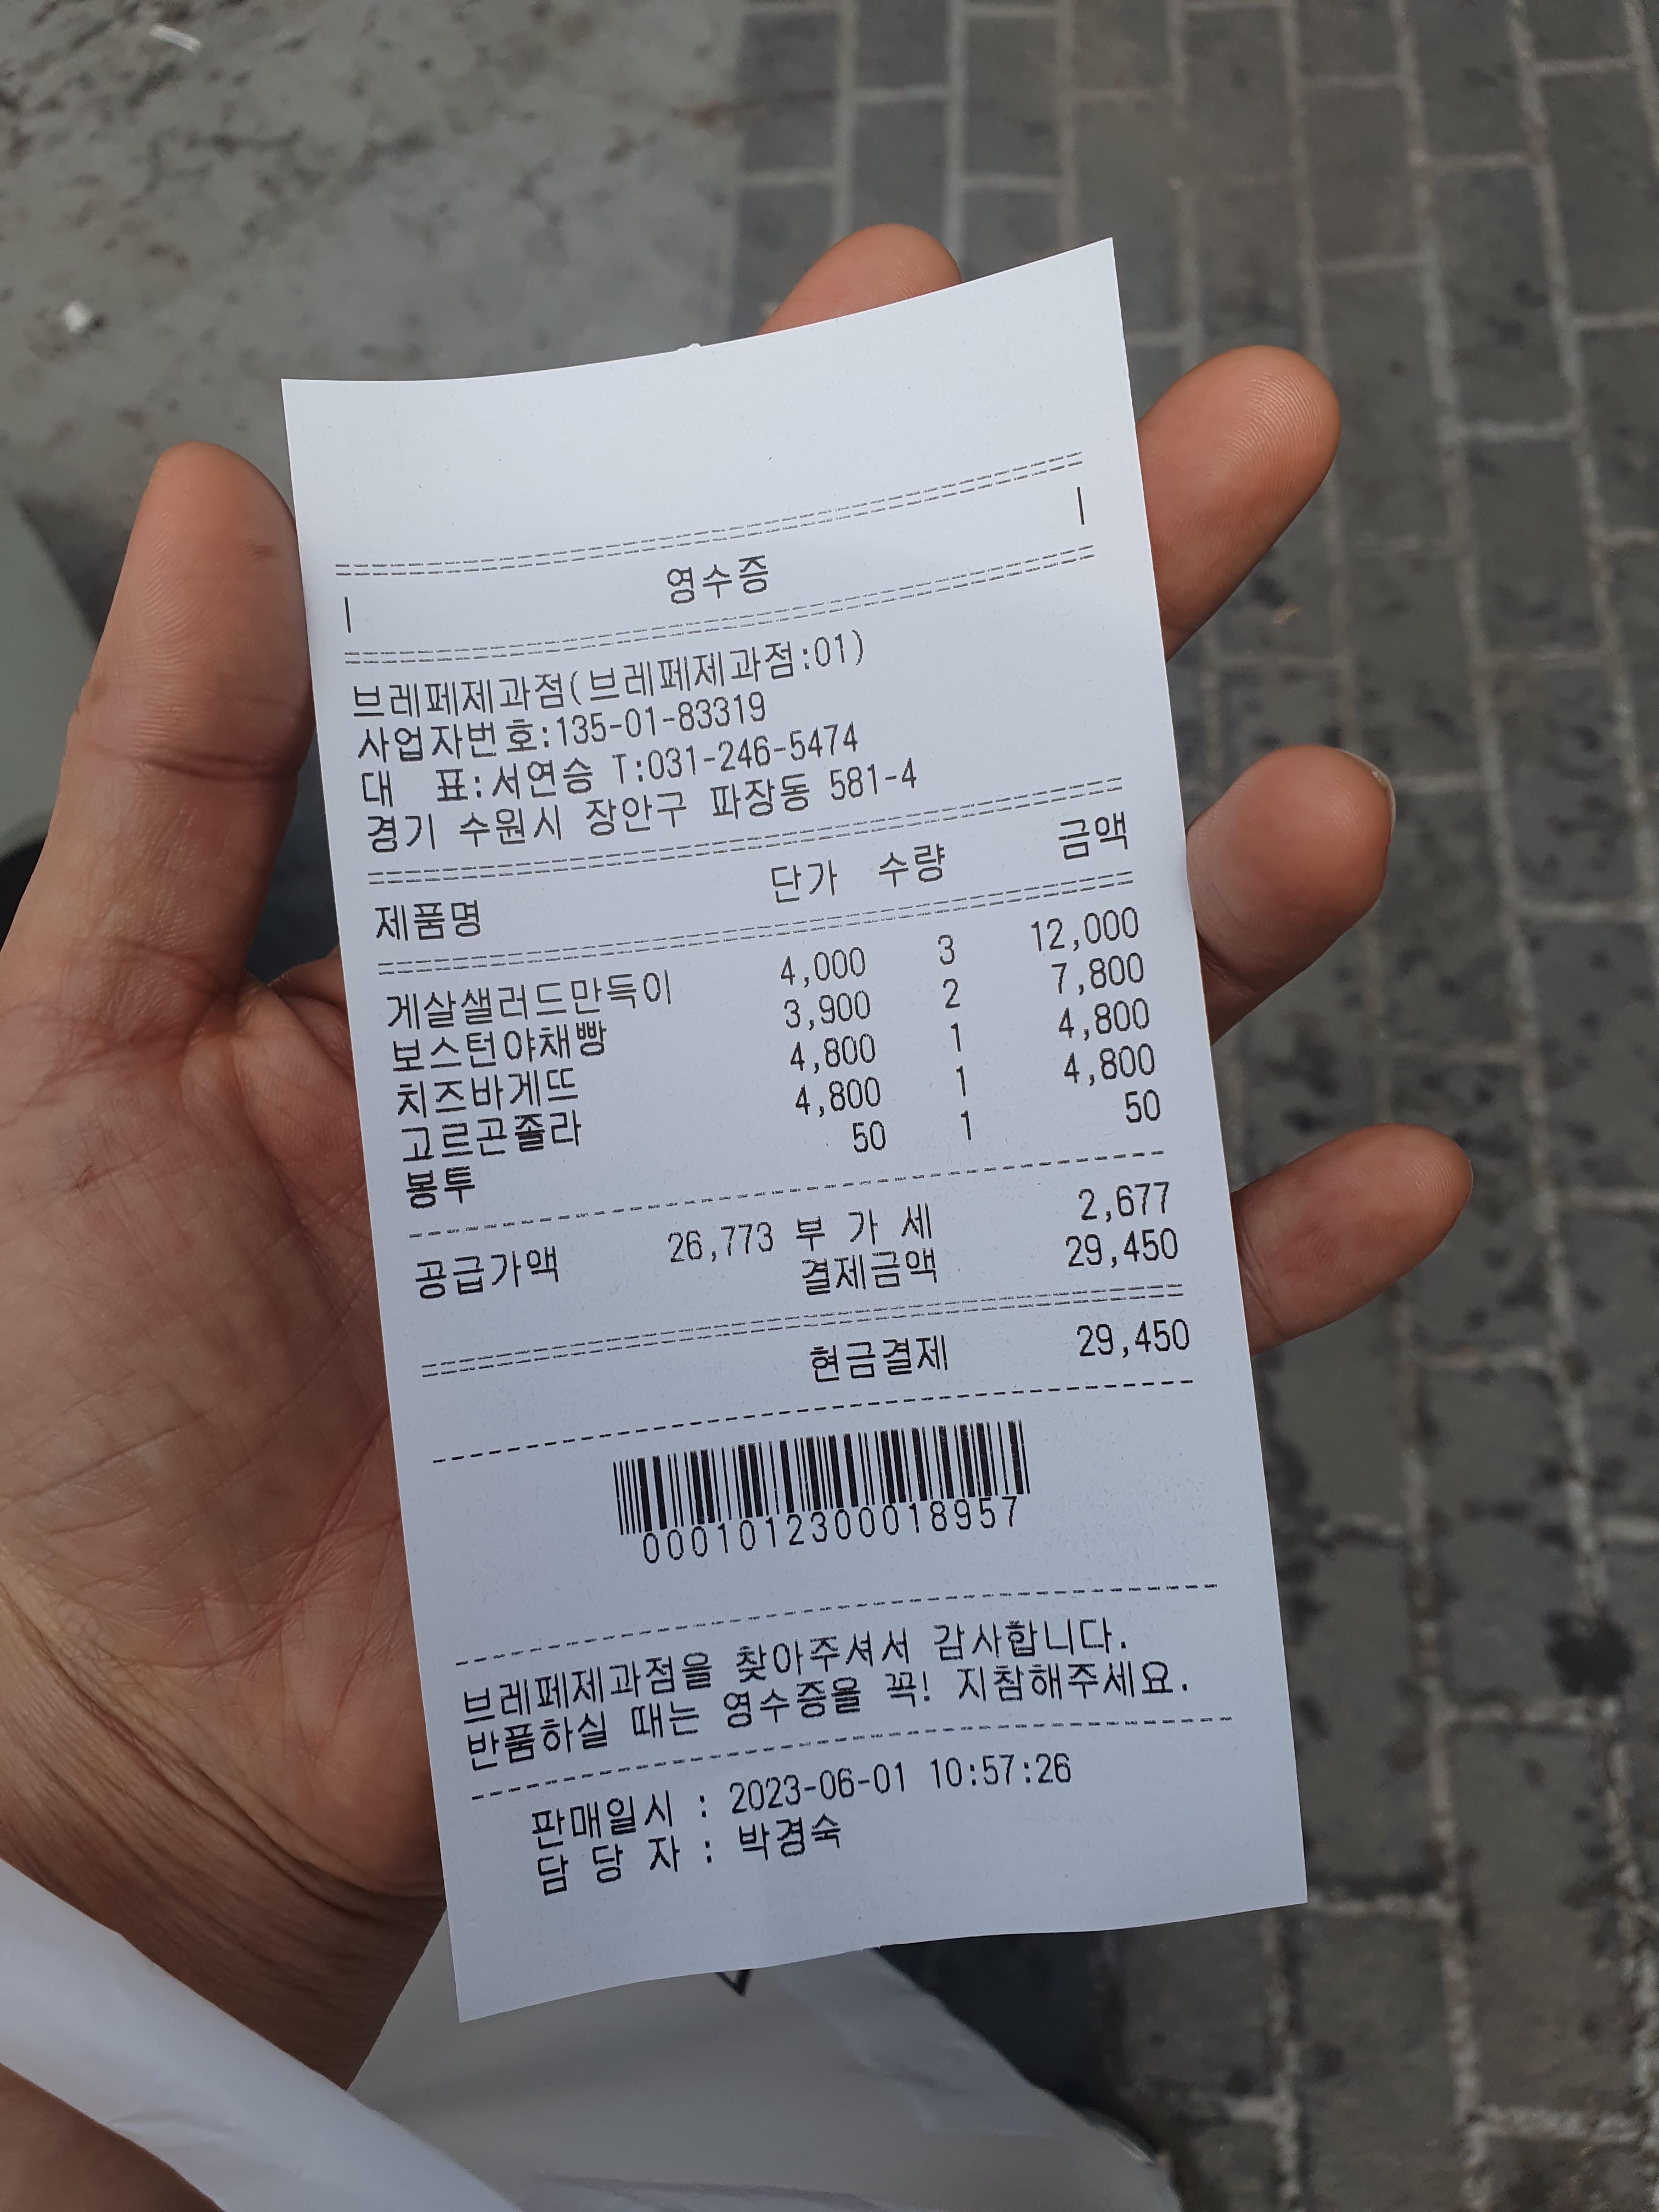 영수증
브레페제과점(브레페제과점:01)
사업자번호:135-01-83319
대 표:서연승 T:031-246-5474
경기 수원시 장안구 파장동 581-4
제품명 단가 수량 금액
게살샐러드만득이 4,000 3 12,000
보스턴야채빵 3,900 2 7,800
치즈바게뜨 4,800 1 4,800
고르곤졸라 4,800 1 4,800
봉투 50 1 50
공급가액 26,773 부 가 세 2,677
결제금액 29,450
현금결제 29,450
0001012300018957
브레페제과점을 찾아주셔서 감사합니다.
반품하실 때는 영수증을 꼭! 지참해주세요.
판매일시 : 2023-06-01 10:57:26
담 당 자 : 박경숙